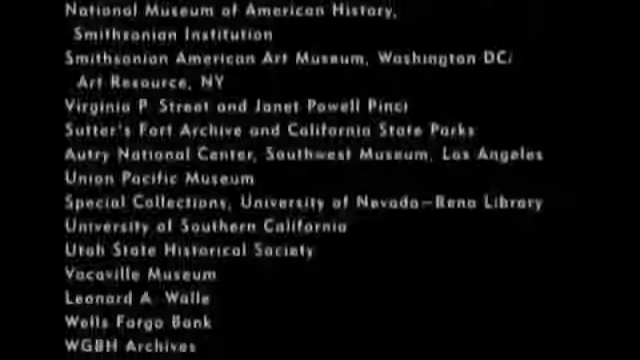 National Museum of American History,
Smithsonian Institution
Smithsonian American Art Museum, Washington DC/
Art Resource, NY
Virginia P. Street and Janet Powell Pinci
Sutter's Fort Archive and California State Parks
Autry National Center, Southwest Museum, Los Angeles
Union Pacific Museum
Special Collections, University of Nevada-Reno Library
University of Southern California
Utah State Historical Society
Vacaville Museum
Leonard A. Walle
Wells Fargo Bank
WGBH Archives